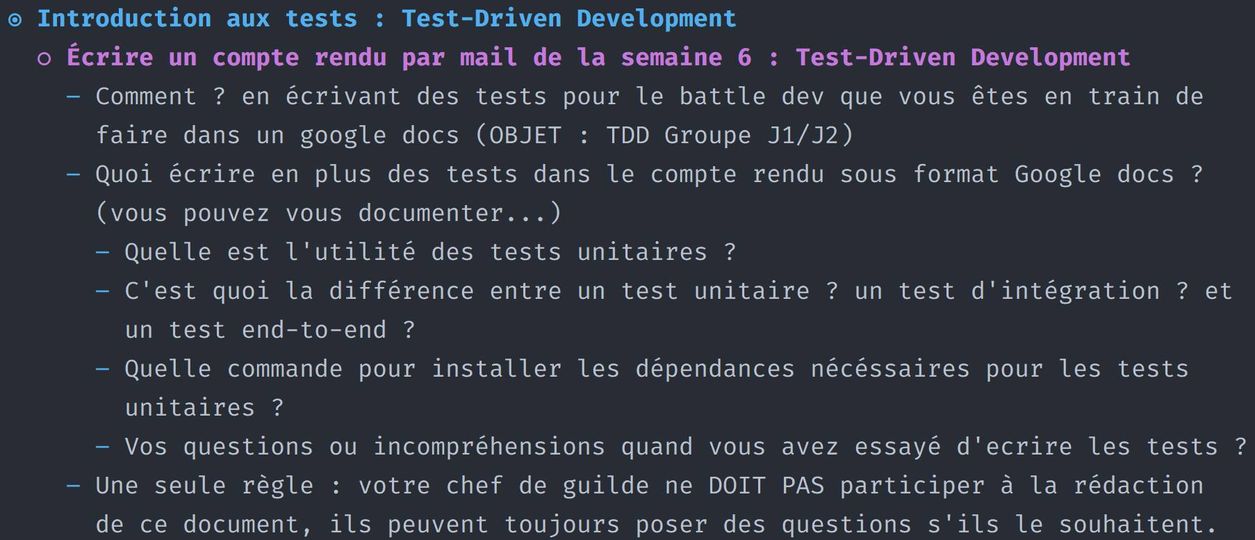 Introduction aux tests : Test-Driven Development
Écrire un compte rendu par mail de la semaine 6 : Test-Driven Development
– Comment ? en écrivant des tests pour le battle dev que vous êtes en train de
faire dans un google docs (OBJET : TDD Groupe J1/J2)
– Quoi écrire en plus des tests dans le compte rendu sous format Google docs ?
(vous pouvez vous documenter...)
– Quelle est l'utilité des tests unitaires ?
– C'est quoi la différence entre un test unitaire ? un test d'intégration ? et
un test end-to-end ?
– Quelle commande pour installer les dépendances nécéssaires pour les tests
unitaires ?
– Vos questions ou incompréhensions quand vous avez essayé d'ecrire les tests ?
– Une seule règle : votre chef de guilde ne DOIT PAS participer à la rédaction
de ce document, ils peuvent toujours poser des questions s'ils le souhaitent.